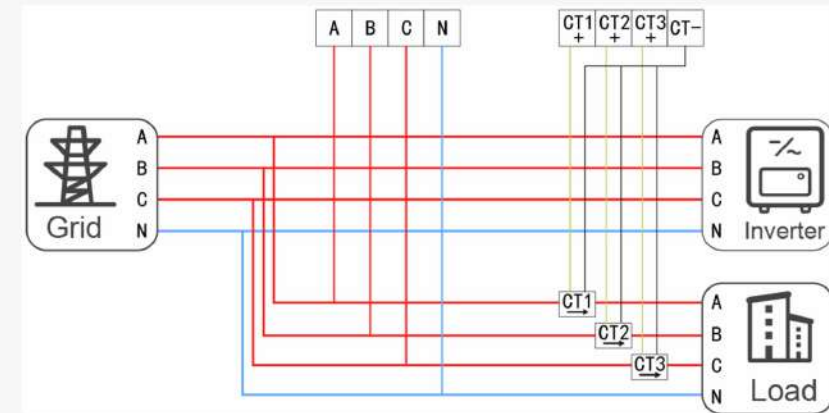 A B C N
CT1+ CT2+ CT3+ CT-
A
B
C
N
Grid
A
B
C
N
Inverter
CT1
CT2
CT3
A
B
C
N
Load